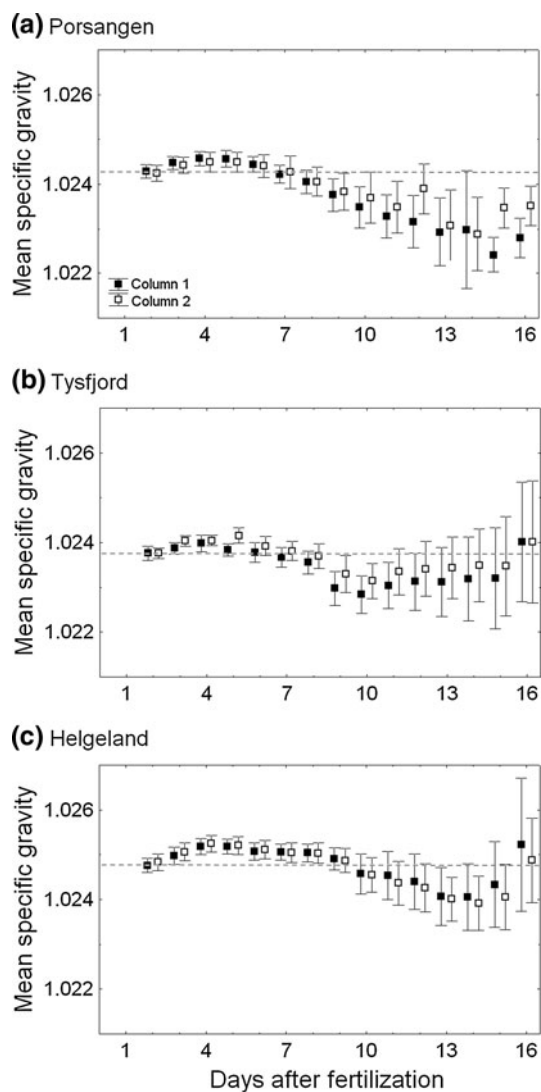 (a) Porsangen
Mean specific gravity
1.026
1.024
1.022
Column 1
Column 2
1 4 7 10 13 16
(b) Tysfjord
Mean specific gravity
1.026
1.024
1.022
1 4 7 10 13 16
(c) Helgeland
Mean specific gravity
1.026
1.024
1.022
1 4 7 10 13 16
Days after fertilization